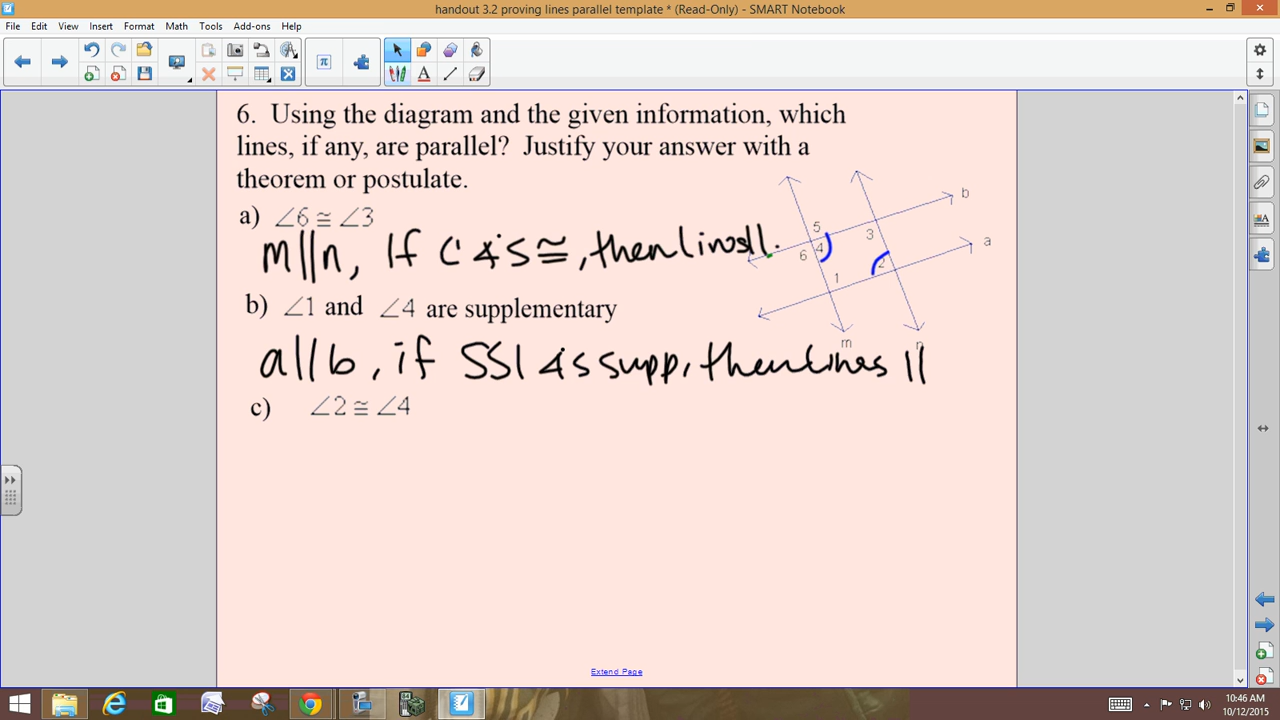 handout 3.2 proving lines parallel template * (Read-Only) - SMART Notebook
File Edit View Insert Format Math Tools Add-ons Help
6. Using the diagram and the given information, which
lines, if any, are parallel? Justify your answer with a
theorem or postulate.
a) ∠6 ≅ ∠3
m||n, If C ∠s ≅, then lines ||.
b) ∠1 and ∠4 are supplementary
a||b, if SSI ∠s supp, then lines ||
c) ∠2 ≅ ∠4
b
5
3
a
4
6
2
1
m
n
Extend Page
10:46 AM
10/12/2015